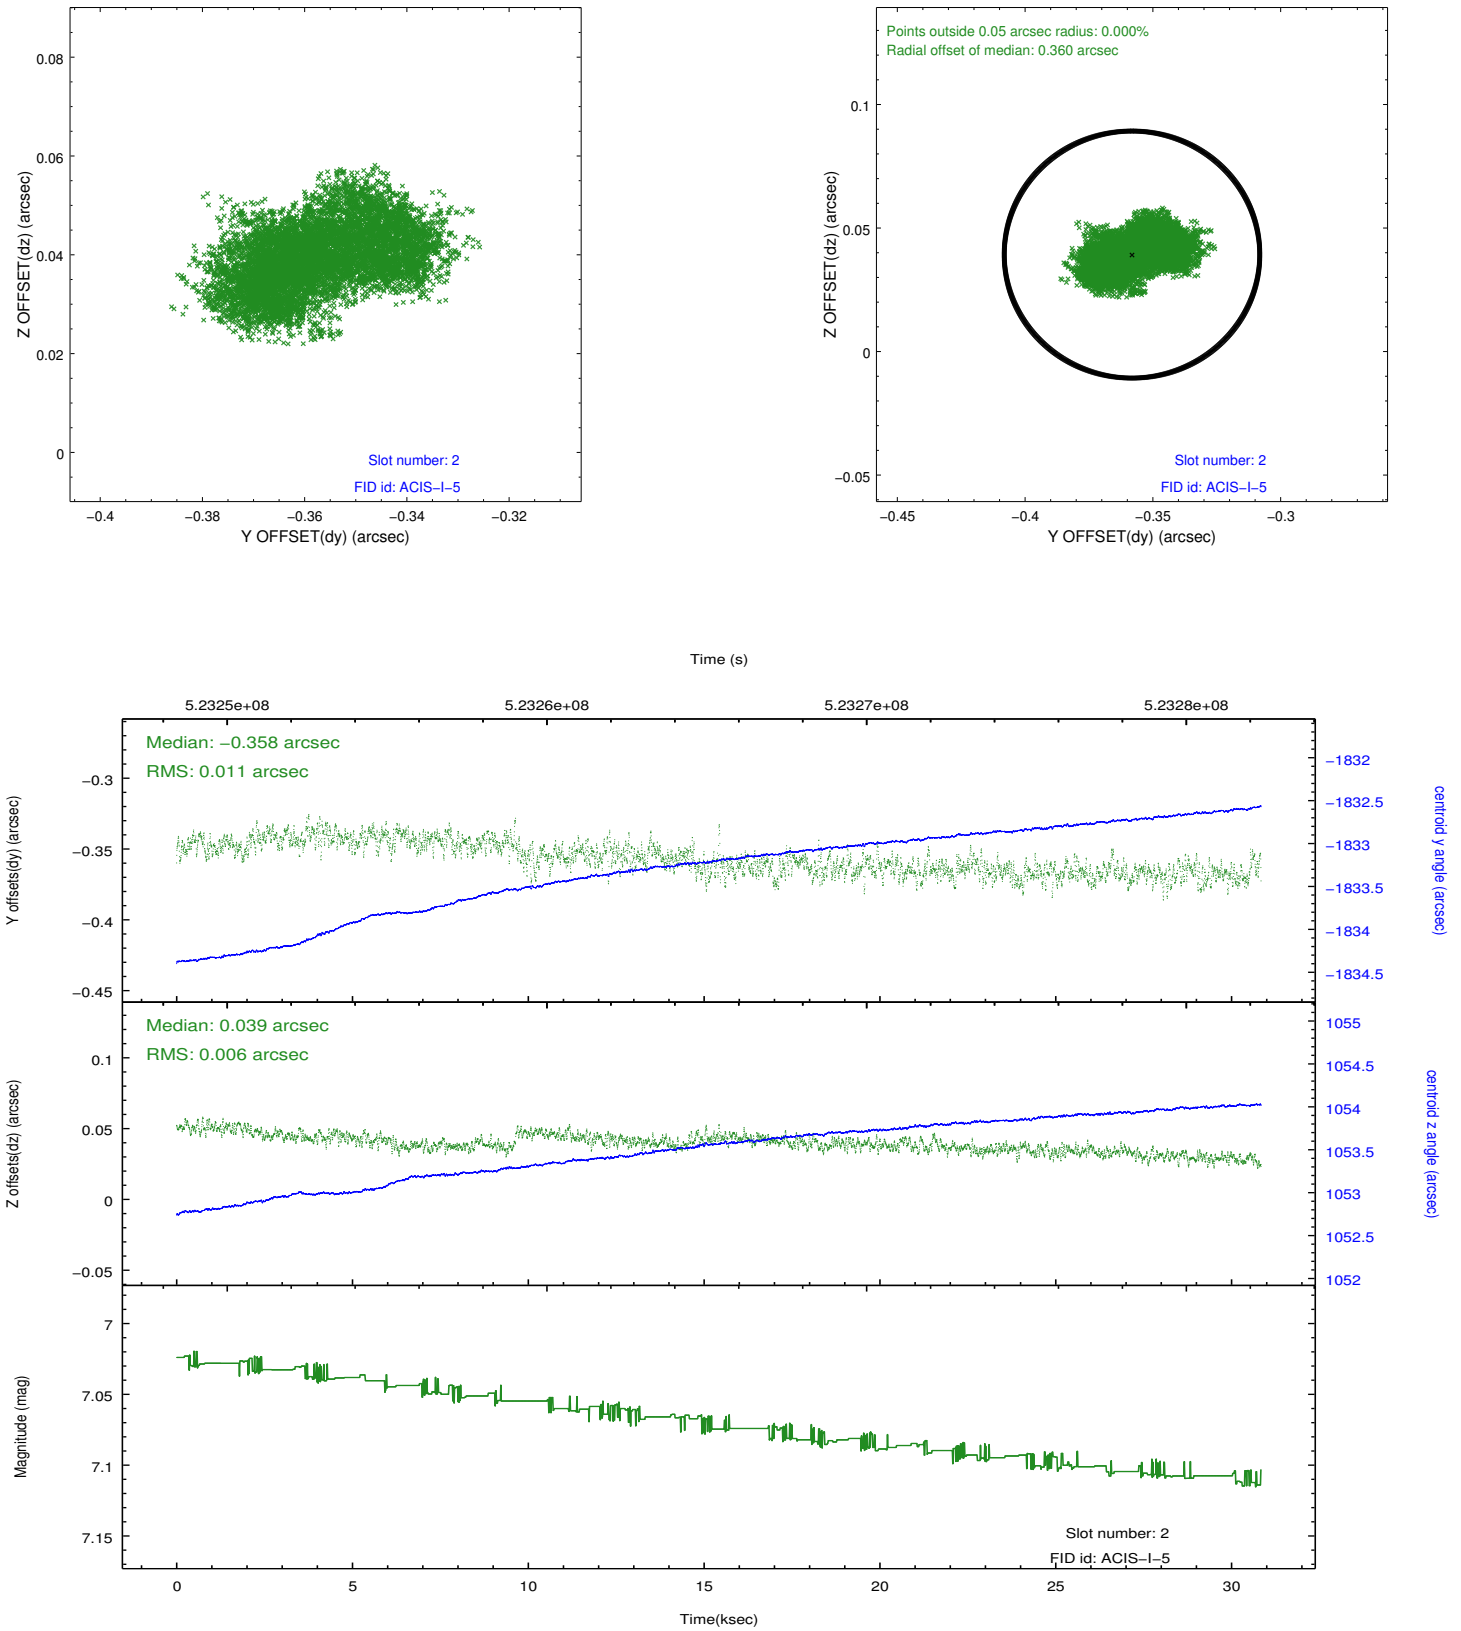 0.08
0.06
0.04
0.02
0
Z OFFSET(dz) (arcsec)
Slot number: 2
FID id: ACIS−I−5
−0.4 −0.38 −0.36 −0.34 −0.32
Y OFFSET(dy) (arcsec)
Points outside 0.05 arcsec radius: 0.000%
Radial offset of median: 0.360 arcsec
0.1
0.05
0
−0.05
Z OFFSET(dz) (arcsec)
Slot number: 2
FID id: ACIS−I−5
−0.45 −0.4 −0.35 −0.3
Y OFFSET(dy) (arcsec)
Time (s)
5.2325e+08 5.2326e+08 5.2327e+08 5.2328e+08
Median: −0.358 arcsec
RMS: 0.011 arcsec
−0.3
−0.35
−0.4
−0.45
Y offsets(dy) (arcsec)
−1832
−1832.5
−1833
−1833.5
−1834
−1834.5
centroid y angle (arcsec)
Median: 0.039 arcsec
RMS: 0.006 arcsec
0.1
0.05
0
−0.05
Z offsets(dz) (arcsec)
1055
1054.5
1054
1053.5
1053
1052.5
1052
centroid z angle (arcsec)
7
7.05
7.1
7.15
Magnitude (mag)
Slot number: 2
FID id: ACIS−I−5
0 5 10 15 20 25 30
Time(ksec)